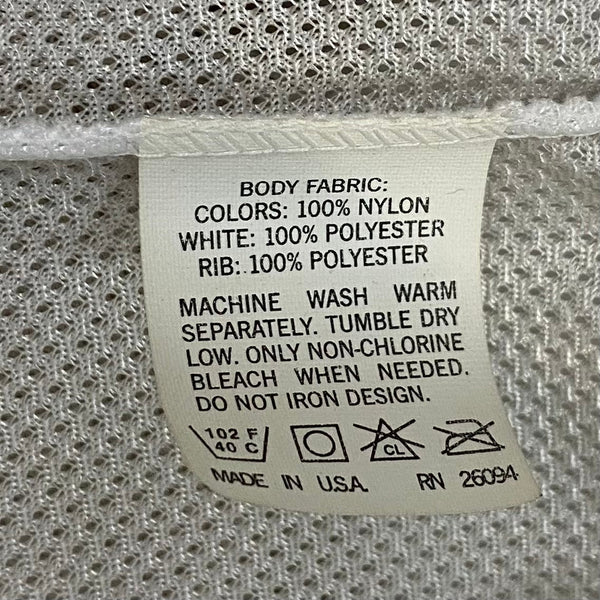 BODY FABRIC:
COLORS: 100% NYLON
WHITE: 100% POLYESTER
RIB: 100% POLYESTER
MACHINE WASH WARM
SEPARATELY. TUMBLE DRY
LOW. ONLY NON-CHLORINE
BLEACH WHEN NEEDED.
DO NOT IRON DESIGN.
102 F
40 C
CL
MADE IN U.S.A. RN 26094